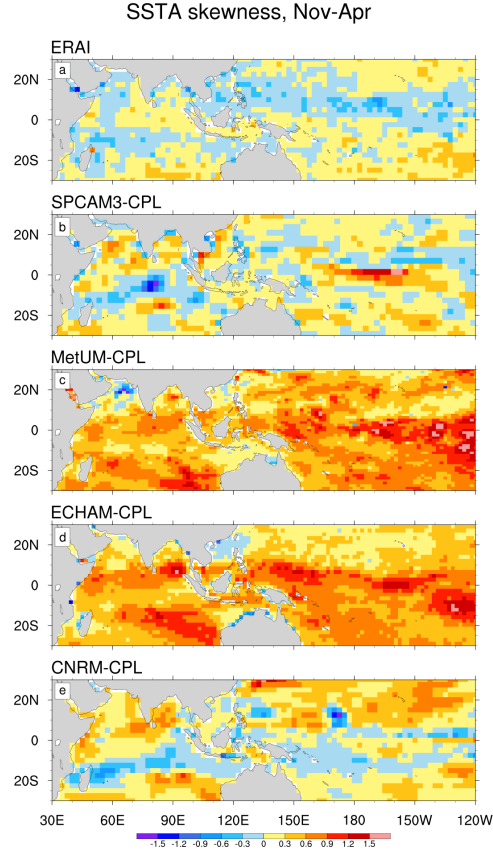 SSTA skewness, Nov-Apr
ERAI
a
20N
0
20S
SPCAM3-CPL
b
20N
0
20S
MetUM-CPL
c
20N
0
20S
ECHAM-CPL
d
20N
0
20S
CNRM-CPL
e
20N
0
20S
30E 60E 90E 120E 150E 180E 150W 120W
-1.5 -1.2 -0.9 -0.6 -0.3 0 0.3 0.6 0.9 1.2 1.5